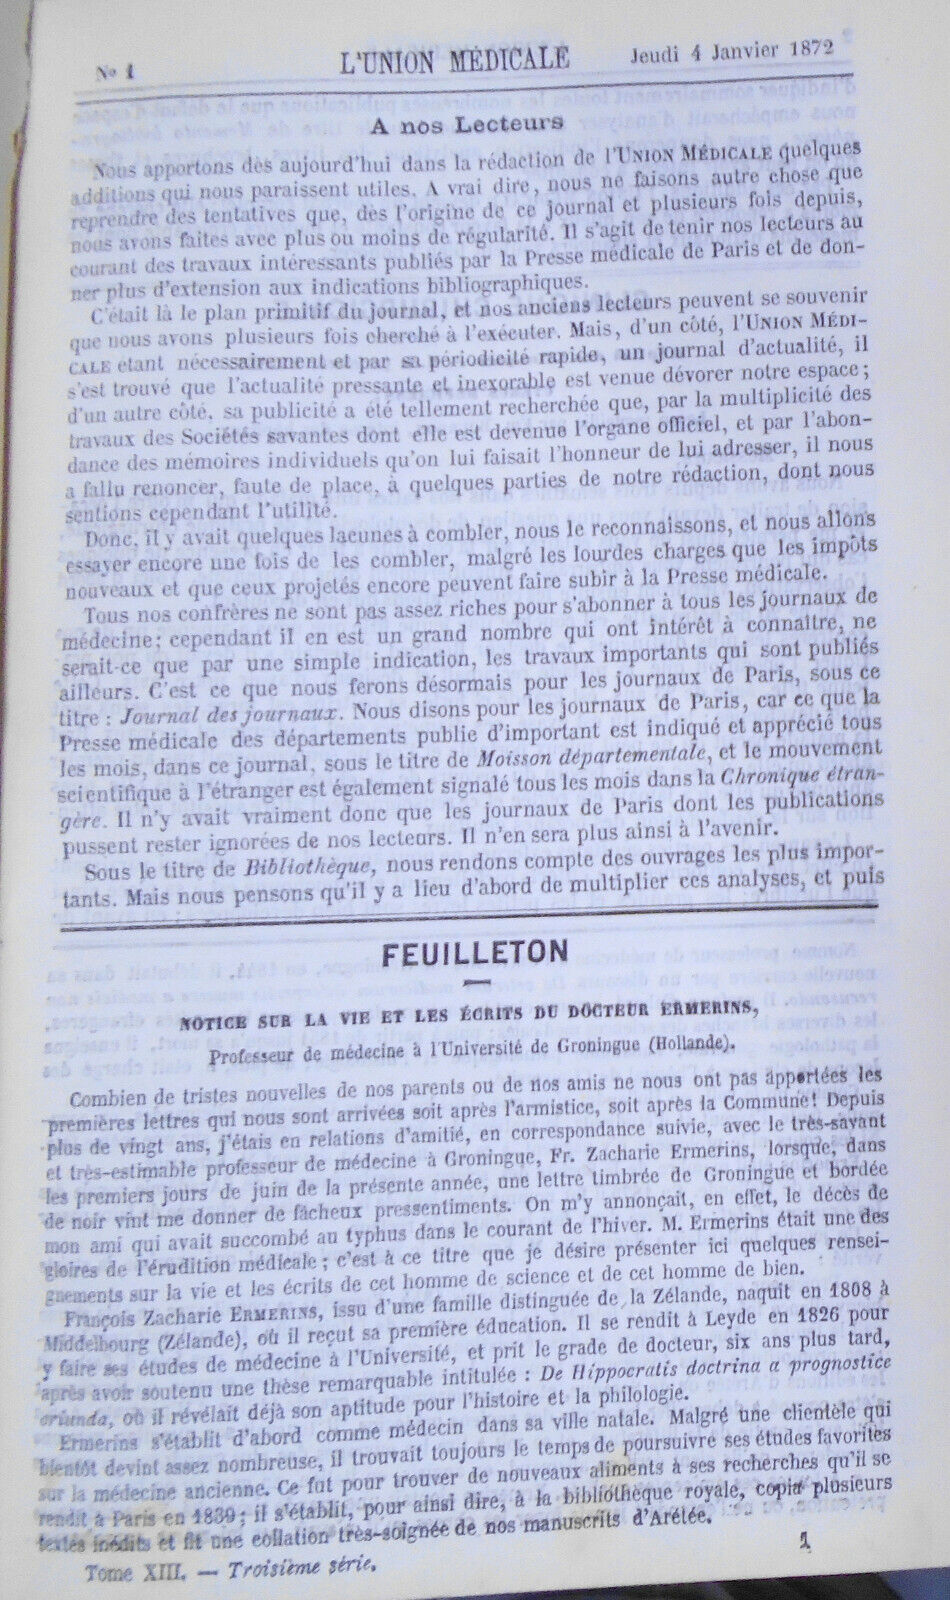 No 1
L'UNION MÉDICALE
Jeudi 4 Janvier 1872
A nos Lecteurs
Nous apportons dès aujourd'hui dans la rédaction de l'UNION MÉDICALE quelques
additions qui nous paraissent utiles. A vrai dire, nous ne faisons autre chose que
reprendre des tentatives que, dès l'origine de ce journal et plusieurs fois depuis,
nous avons faites avec plus ou moins de régularité. Il s'agit de tenir nos lecteurs au
courant des travaux intéressants publiés par la Presse médicale de Paris et de don-
ner plus d'extension aux indications bibliographiques.
C'était là le plan primitif du journal, et nos anciens lecteurs peuvent se souvenir
que nous avons plusieurs fois cherché à l'exécuter. Mais, d'un côté, l'UNION MÉDI-
CALE étant nécessairement et par sa périodicité rapide, un journal d'actualité, il
s'est trouvé que l'actualité pressante et inexorable est venue dévorer notre espace;
d'un autre côté, sa publicité a été tellement recherchée que, par la multiplicité des
travaux des Sociétés savantes dont elle est devenue l'organe officiel, et par l'abon-
dance des mémoires individuels qu'on lui faisait l'honneur de lui adresser, il nous
a fallu renoncer, faute de place, à quelques parties de notre rédaction, dont nous
sentions cependant l'utilité.
Donc, il y avait quelques lacunes à combler, nous le reconnaissons, et nous allons
essayer encore une fois de les combler, malgré les lourdes charges que les impôts
nouveaux et que ceux projetés encore peuvent faire subir à la Presse médicale.
Tous nos confrères ne sont pas assez riches pour s'abonner à tous les journaux de
médecine; cependant il en est un grand nombre qui ont intérêt à connaître, ne
serait-ce que par une simple indication, les travaux importants qui sont publiés
ailleurs. C'est ce que nous ferons désormais pour les journaux de Paris, sous ce
titre : Journal des journaux. Nous disons pour les journaux de Paris, car ce que la
Presse médicale des départements publie d'important est indiqué et apprécié tous
les mois, dans ce journal, sous le titre de Moisson départementale, et le mouvement
scientifique à l'étranger est également signalé tous les mois dans la Chronique étran-
gère. Il n'y avait vraiment donc que les journaux de Paris dont les publications
pussent rester ignorées de nos lecteurs. Il n'en sera plus ainsi à l'avenir.
Sous le titre de Bibliothèque, nous rendons compte des ouvrages les plus impor-
tants. Mais nous pensons qu'il y a lieu d'abord de multiplier ces analyses, et puis
FEUILLETON
NOTICE SUR LA VIE ET LES ÉCRITS DU DOCTEUR ERMERINS,
Professeur de médecine à l'Université de Groningue (Hollande).
Combien de tristes nouvelles de nos parents ou de nos amis ne nous ont pas apportées les
premières lettres qui nous sont arrivées soit après l'armistice, soit après la Commune! Depuis
plus de vingt ans, j'étais en relations d'amitié, en correspondance suivie, avec le très-savant
et très-estimable professeur de médecine à Groningue, Fr. Zacharie Ermerins, lorsque, dans
les premiers jours de juin de la présente année, une lettre timbrée de Groningue et bordée
de noir vint me donner de fâcheux pressentiments. On m'y annonçait, en effet, le décès de
mon ami qui avait succombé au typhus dans le courant de l'hiver. M. Ermerins était une des
gloires de l'érudition médicale; c'est à ce titre que je désire présenter ici quelques rensei-
gnements sur la vie et les écrits de cet homme de science et de cet homme de bien.
François Zacharie ERMERINS, issu d'une famille distinguée de la Zélande, naquit en 1808 à
Middelbourg (Zélande), où il reçut sa première éducation. Il se rendit à Leyde en 1826 pour
y faire ses études de médecine à l'Université, et prit le grade de docteur, six ans plus tard,
après avoir soutenu une thèse remarquable intitulée : De Hippocratis doctrina a prognostice
oriunda, où il révélait déjà son aptitude pour l'histoire et la philologie.
Ermerins s'établit d'abord comme médecin dans sa ville natale. Malgré une clientèle qui
bientôt devint assez nombreuse, il trouvait toujours le temps de poursuivre ses études favorites
sur la médecine ancienne. Ce fut pour trouver de nouveaux aliments à ses recherches qu'il se
rendit à Paris en 1839; il s'établit, pour ainsi dire, à la bibliothèque royale, copia plusieurs
textes inédits et fit une collation très-soignée de nos manuscrits d'Arétée.
Tome XIII. — Troisième série.
1